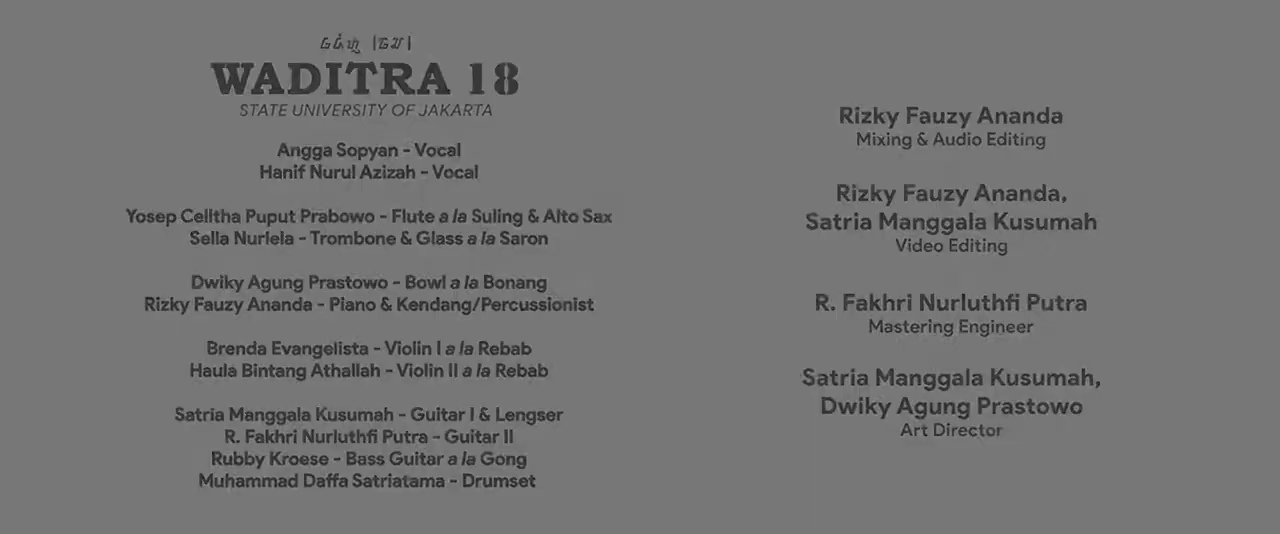 WADITRA 18
STATE UNIVERSITY OF JAKARTA
Angga Sopyan - Vocal
Hanif Nurul Azizah - Vocal
Yosep Celltha Puput Prabowo - Flute a la Suling & Alto Sax
Sella Nurlela - Trombone & Glass a la Saron
Dwiky Agung Prastowo - Bowl a la Bonang
Rizky Fauzy Ananda - Piano & Kendang/Percussionist
Brenda Evangelista - Violin I a la Rebab
Haula Bintang Athallah - Violin II a la Rebab
Satria Manggala Kusumah - Guitar I & Lengser
R. Fakhri Nurluthfi Putra - Guitar II
Rubby Kroese - Bass Guitar a la Gong
Muhammad Daffa Satriatama - Drumset
Rizky Fauzy Ananda
Mixing & Audio Editing
Rizky Fauzy Ananda,
Satria Manggala Kusumah
Video Editing
R. Fakhri Nurluthfi Putra
Mastering Engineer
Satria Manggala Kusumah,
Dwiky Agung Prastowo
Art Director